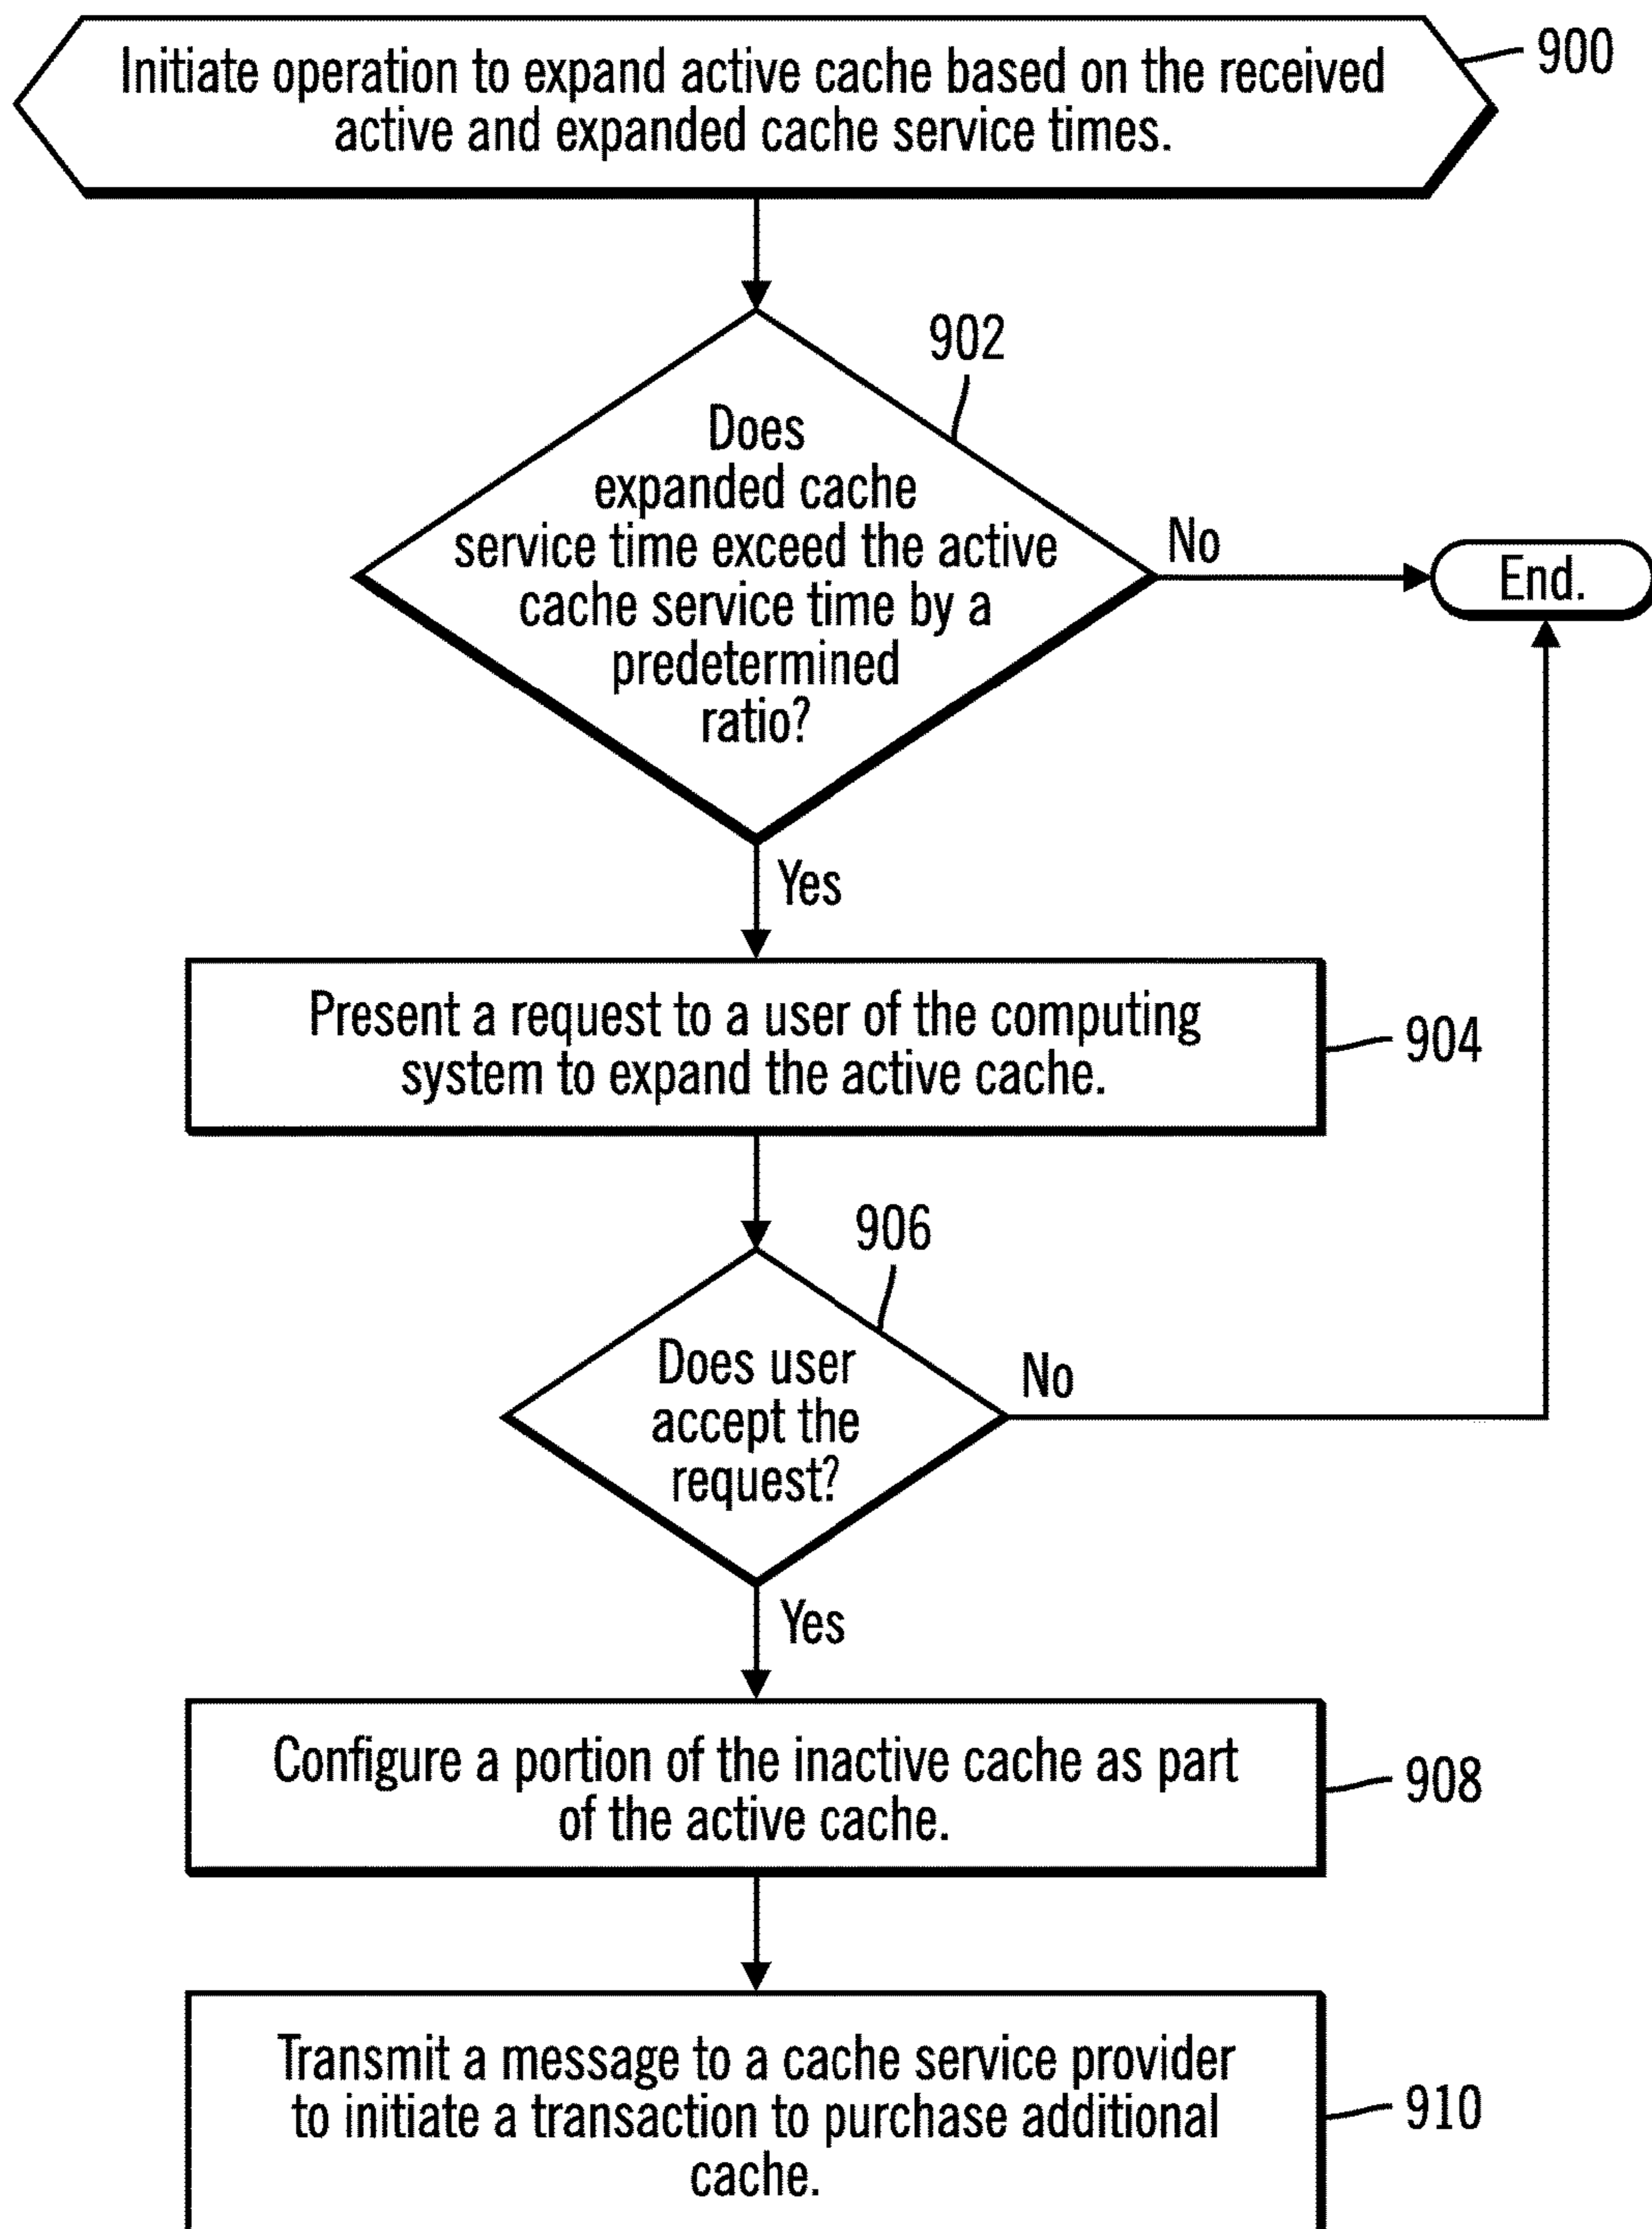 Initiate operation to expand active cache based on the received
active and expanded cache service times.
900
902
Does
expanded cache
service time exceed the active
cache service time by a
predetermined
ratio?
No
End.
Yes
Present a request to a user of the computing
system to expand the active cache.
904
906
Does user
accept the
request?
No
Yes
Configure a portion of the inactive cache as part
of the active cache.
908
Transmit a message to a cache service provider
to initiate a transaction to purchase additional
cache.
910